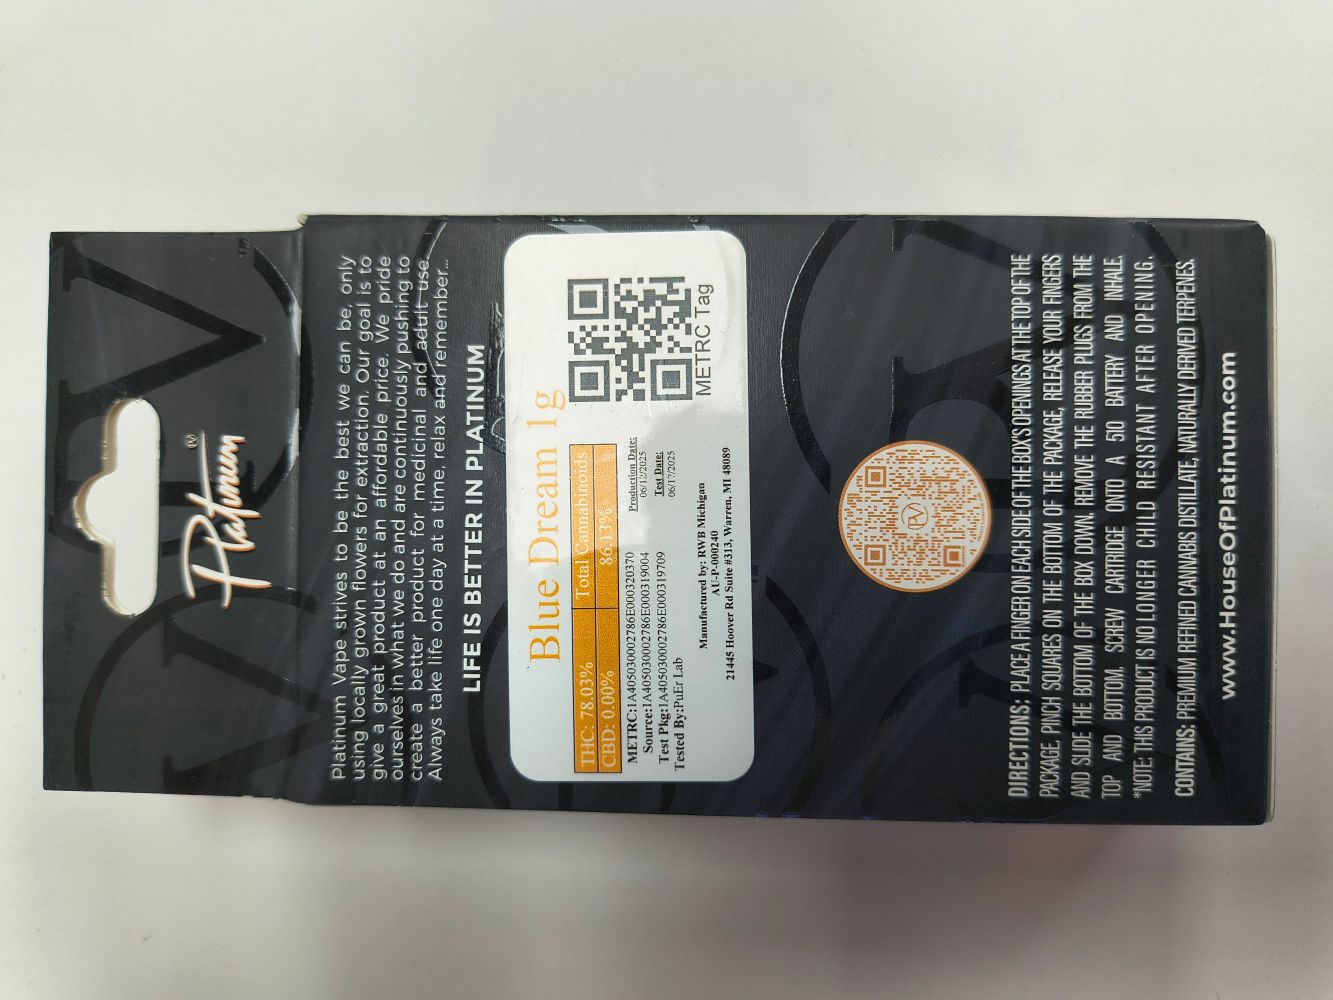 Platinum
PV
Platinum Vape strives to be the best we can be, only
using locally grown flowers for extraction. Our goal is to
give a great product at an affordable price. We pride
ourselves in what we do and are continuously pushing to
create a better product for medicinal and adult use.
Always take life one day at a time, relax and remember...
LIFE IS BETTER IN PLATINUM
Blue Dream 1g
THC: 78.03% Total Cannabinoids
CBD: 0.00% 86.13%
METRC:1A405030002786E000320370
Source:1A405030002786E000319004
Test Pkg:1A405030002786E000319709
Tested By:PuEr Lab
Production Date:
Test Date:
METRC Tag
Manufactured by: RWB Michigan
AU-P-000240
21445 Hoover Rd Suite #313, Warren, MI 48089
PV
DIRECTIONS: PLACE A FINGER ON EACH SIDE OF THE BOX'S OPENINGS AT THE TOP OF THE
PACKAGE. PINCH SQUARES ON THE BOTTOM OF THE PACKAGE, RELEASE YOUR FINGERS
AND SLIDE THE BOTTOM OF THE BOX DOWN. REMOVE THE RUBBER PLUGS FROM THE
TOP AND BOTTOM. SCREW CARTRIDGE ONTO A 510 BATTERY AND INHALE.
*NOTE: THIS PRODUCT IS NO LONGER CHILD RESISTANT AFTER OPENING.
CONTAINS: PREMIUM REFINED CANNABIS DISTILLATE, NATURALLY DERIVED TERPENES.
www.HouseOfPlatinum.com